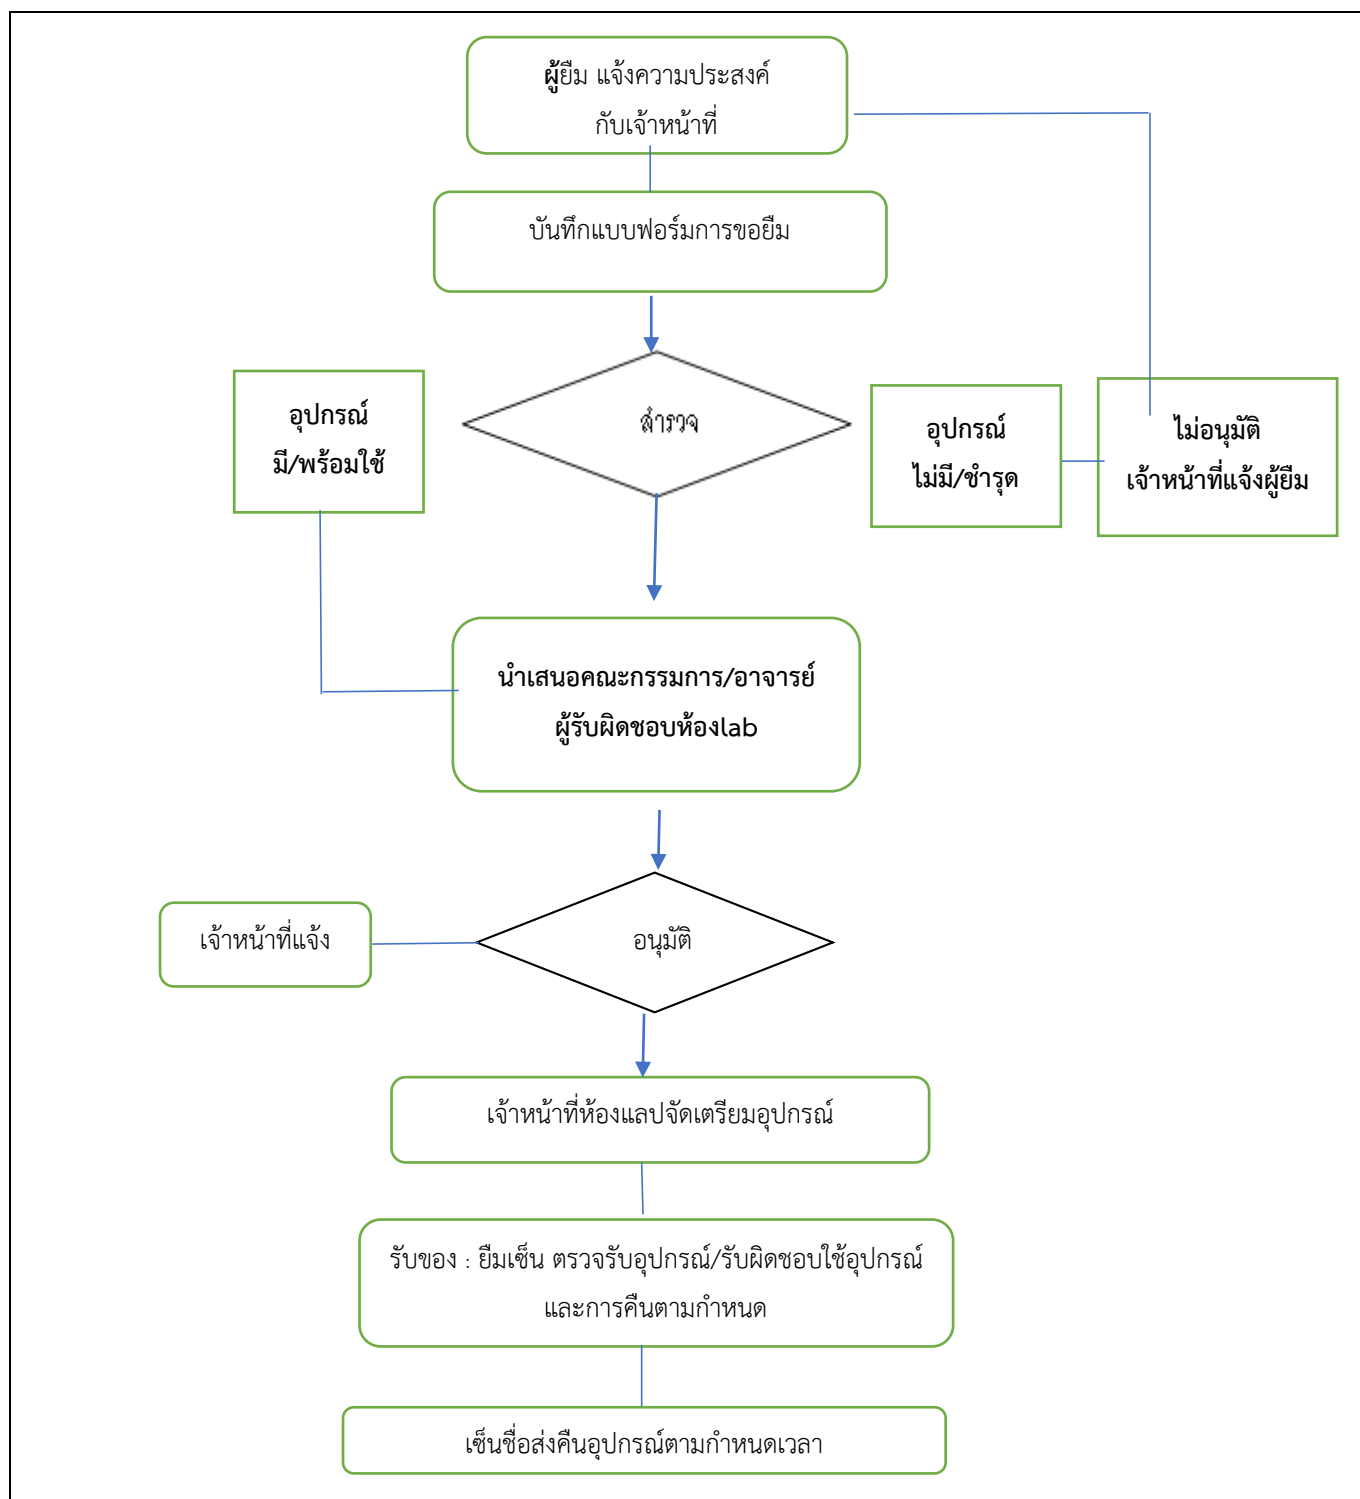 ผู้ยืม แจ้งความประสงค์
กับเจ้าหน้าที่
บันทึกแบบฟอร์มการขอยืม
สำรวจ
อุปกรณ์
มี/พร้อมใช้
อุปกรณ์
ไม่มี/ชำรุด
ไม่อนุมัติ
เจ้าหน้าที่แจ้งผู้ยืม
นำเสนอคณะกรรมการ/อาจารย์
ผู้รับผิดชอบห้องlab
เจ้าหน้าที่แจ้ง
อนุมัติ
เจ้าหน้าที่ห้องแลปจัดเตรียมอุปกรณ์
รับของ : ยืมเซ็น ตรวจรับอุปกรณ์/รับผิดชอบใช้อุปกรณ์
และการคืนตามกำหนด
เซ็นชื่อส่งคืนอุปกรณ์ตามกำหนดเวลา